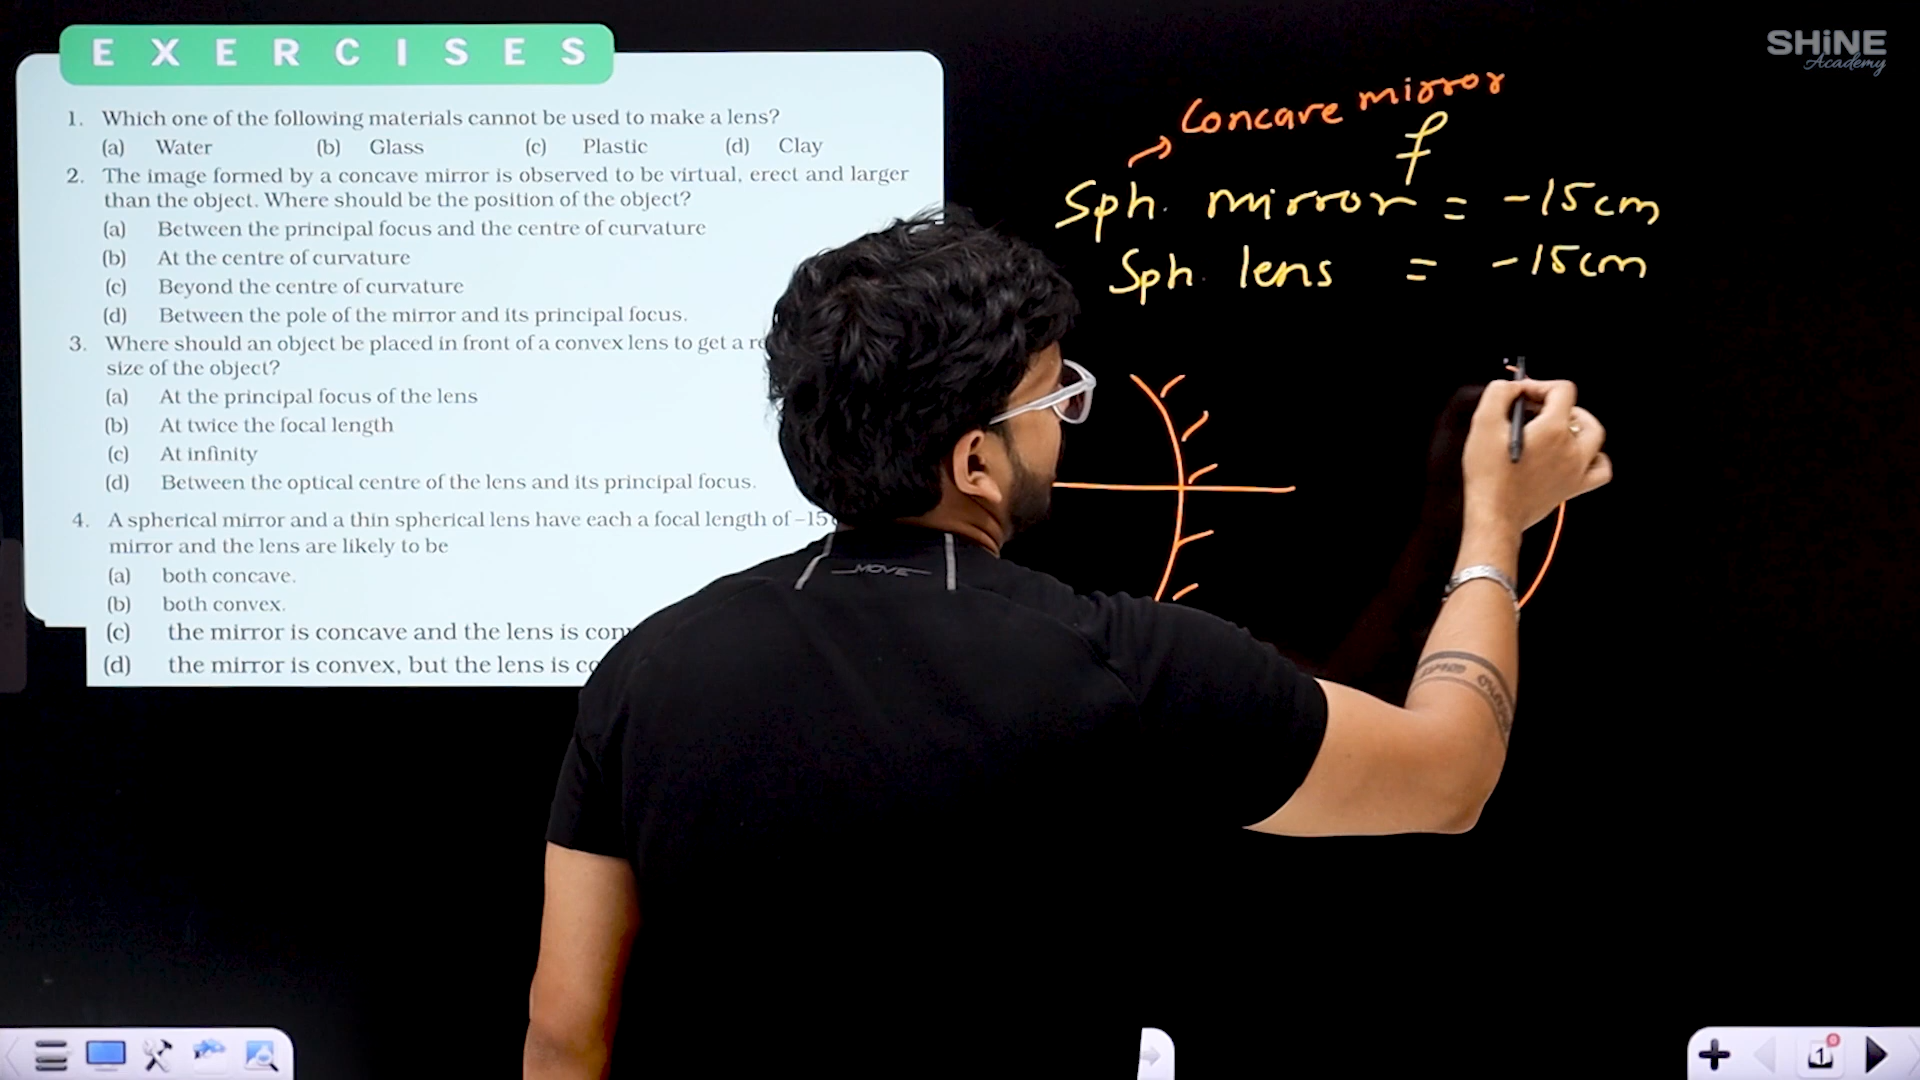 EXERCISES
SHiNE
Academy
1. Which one of the following materials cannot be used to make a lens?
(a) Water (b) Glass (c) Plastic (d) Clay
2. The image formed by a concave mirror is observed to be virtual, erect and larger
than the object. Where should be the position of the object?
(a) Between the principal focus and the centre of curvature
(b) At the centre of curvature
(c) Beyond the centre of curvature
(d) Between the pole of the mirror and its principal focus.
3. Where should an object be placed in front of a convex lens to get a
size of the object?
(a) At the principal focus of the lens
(b) At twice the focal length
(c) At infinity
(d) Between the optical centre of the lens and its principal focus.
4. A spherical mirror and a thin spherical lens have each a focal length of –15
mirror and the lens are likely to be
(a) both concave.
(b) both convex.
(c) the mirror is concave and the lens is
(d) the mirror is convex, but the lens is
Concave mirror
f
Sph. mirror = -15cm
Sph. lens = -15cm
MOVE
1